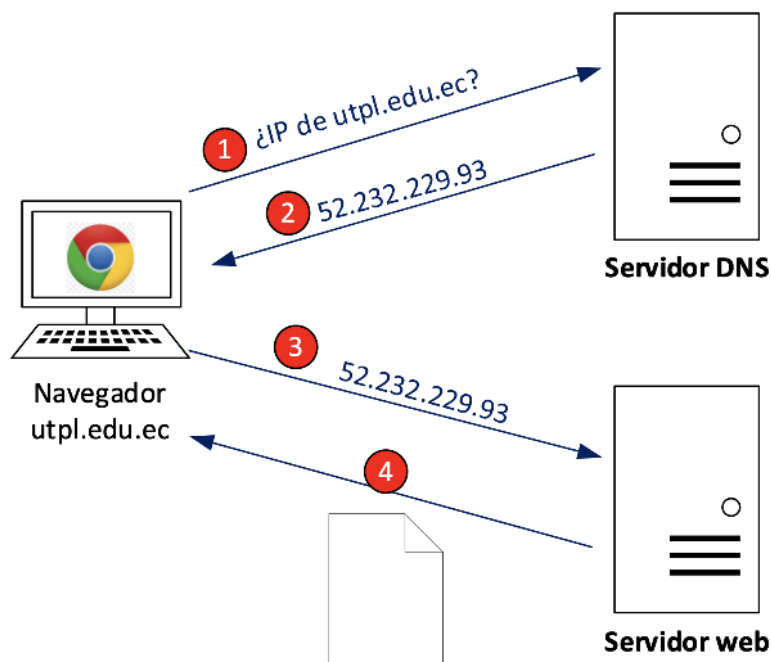 1
¿IP de utpl.edu.ec?
2
52.232.229.93
Servidor DNS
Navegador
utpl.edu.ec
3
52.232.229.93
4
Servidor web